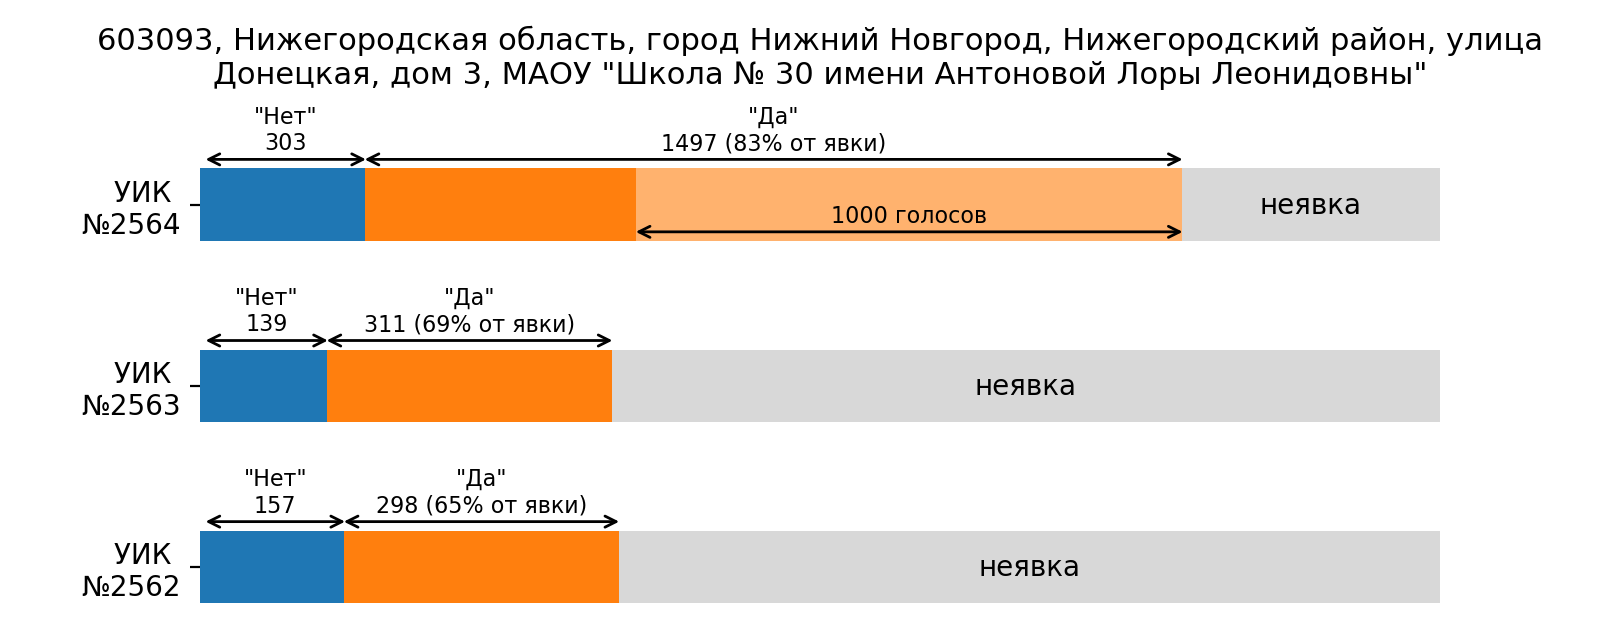 603093, Нижегородская область, город Нижний Новгород, Нижегородский район, улица
Донецкая, дом 3, МАОУ "Школа № 30 имени Антоновой Лоры Леонидовны"
"Нет"
303
"Да"
1497 (83% от явки)
УИК
№2564
1000 голосов
неявка
"Нет"
139
"Да"
311 (69% от явки)
УИК
№2563
неявка
"Нет"
157
"Да"
298 (65% от явки)
УИК
№2562
неявка